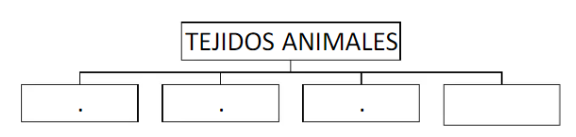 TEJIDOS ANIMALES
. . .